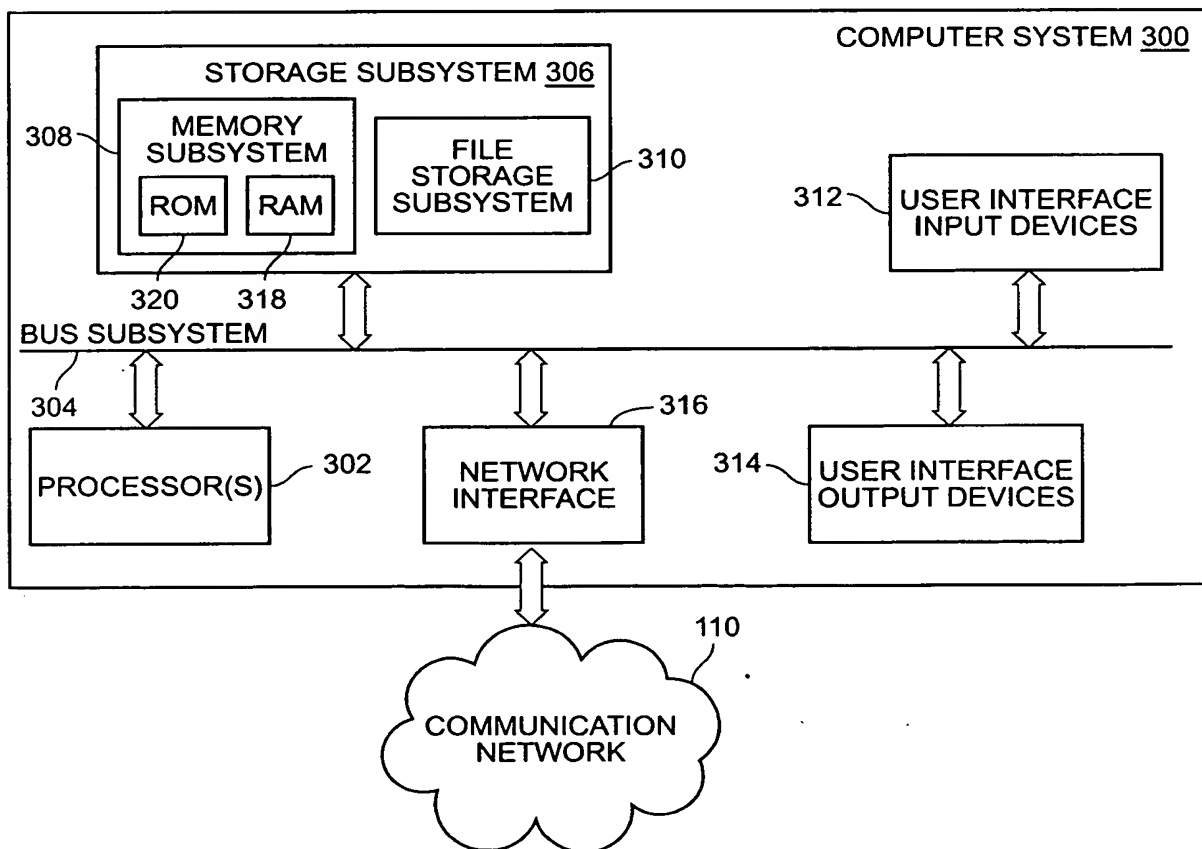 COMPUTER SYSTEM 300
STORAGE SUBSYSTEM 306
308
MEMORY
SUBSYSTEM
ROM
RAM
FILE
STORAGE
SUBSYSTEM
310
312
USER INTERFACE
INPUT DEVICES
320
318
BUS SUBSYSTEM
304
PROCESSOR(S)
302
NETWORK
INTERFACE
316
314
USER INTERFACE
OUTPUT DEVICES
110
COMMUNICATION
NETWORK